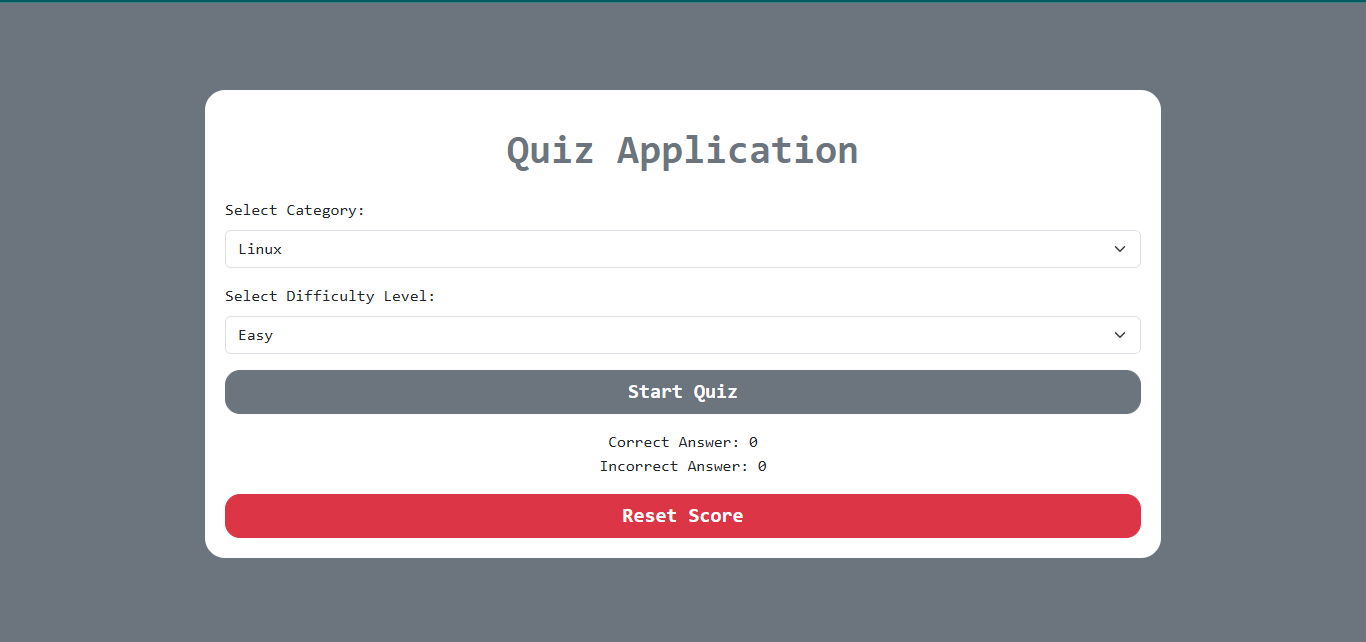 Quiz Application
Select Category:
Linux
Select Difficulty Level:
Easy
Start Quiz
Correct Answer: 0
Incorrect Answer: 0
Reset Score